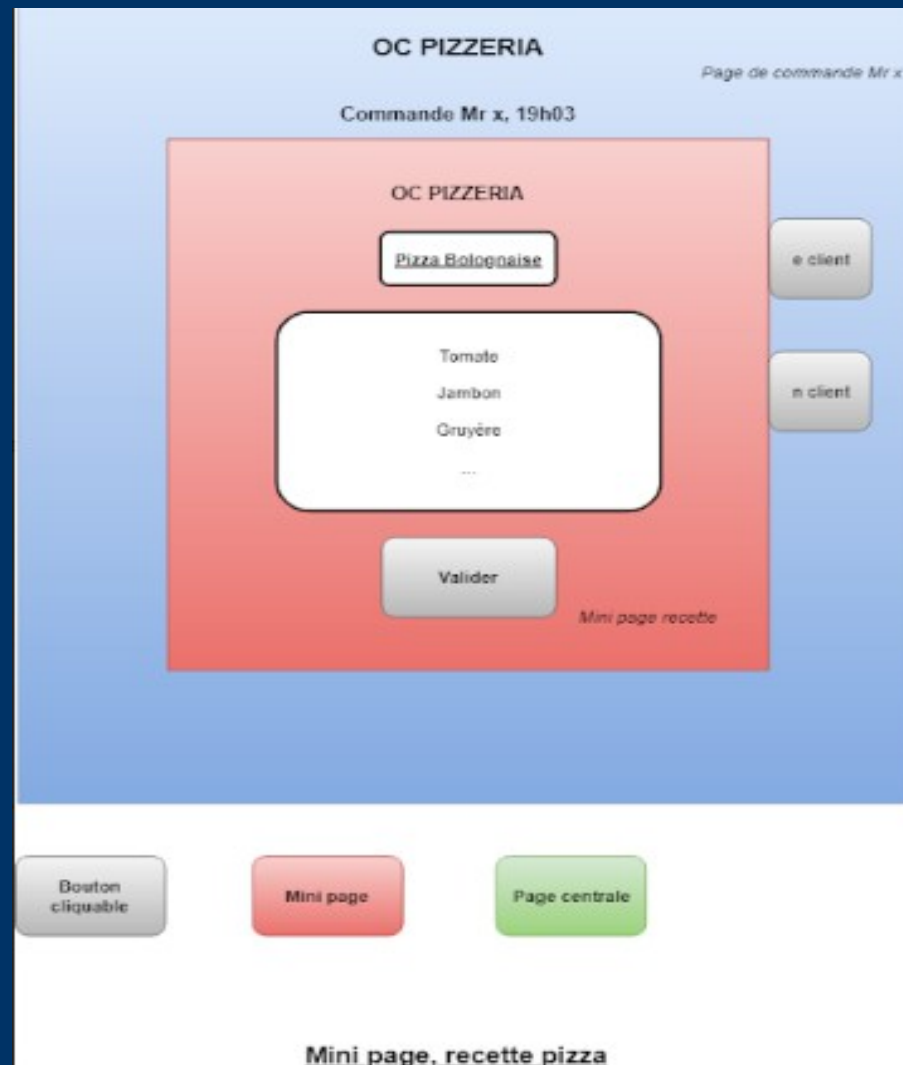 OC PIZZERIA
Page de commande Mr x
Commande Mr x, 19h03
OC PIZZERIA
Pizza Bolognaise
e client
Tomate
Jambon
n client
Gruyère
...
Valider
Mini page recette
Bouton
cliquable
Mini page
Page centrale
Mini page, recette pizza